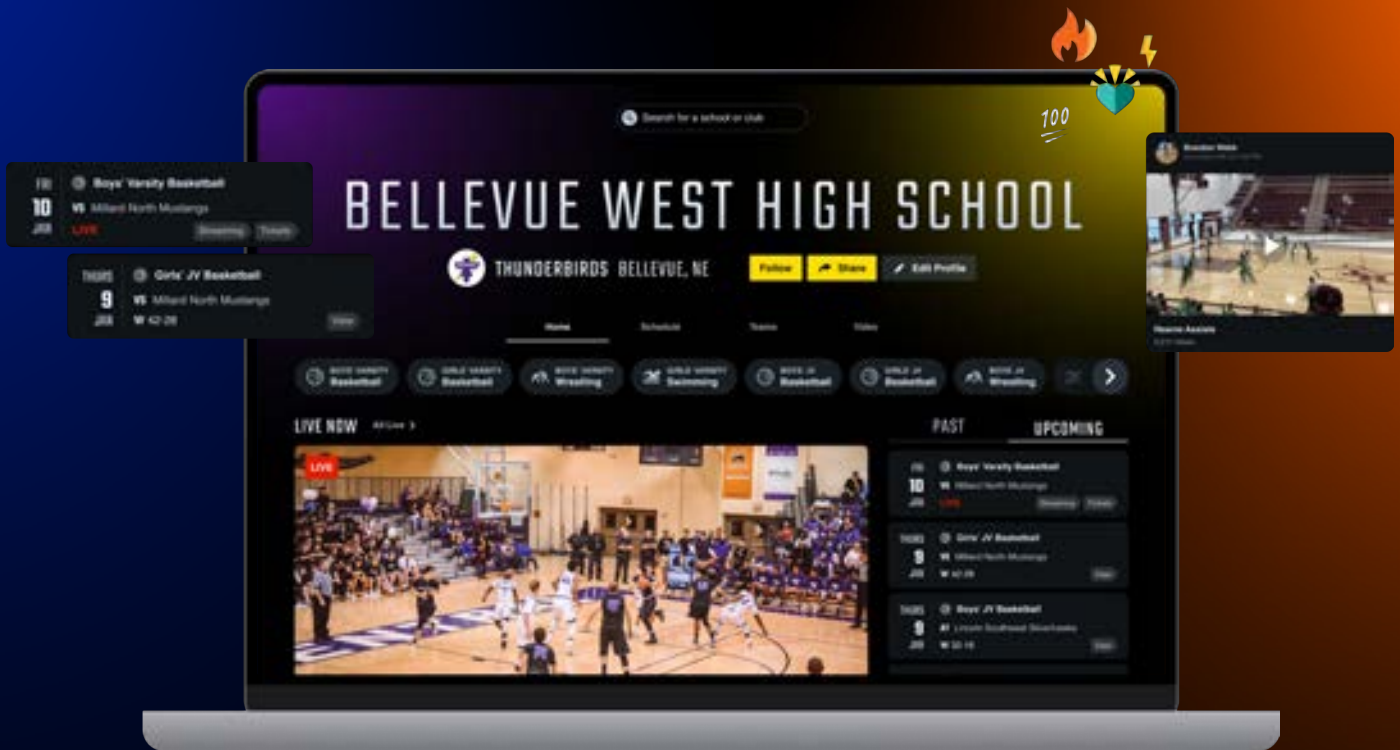 100
Search for a school or club
BELLEVUE WEST HIGH SCHOOL
THUNDERBIRDS BELLEVUE, NE
Follow
Share
Edit Profile
FRI
10
JAN
Boys' Varsity Basketball
VS Millard North Mustangs
LIVE
Streaming
Tickets
THURS
9
JAN
Girls' JV Basketball
VS Millard North Mustangs
W 42-28
View
Home
Schedule
Teams
Video
BOYS VARSITY
Basketball
GIRLS VARSITY
Basketball
BOYS VARSITY
Wrestling
GIRLS VARSITY
Swimming
BOYS JV
Basketball
GIRLS JV
Basketball
BOYS JV
Wrestling
LIVE NOW
All Live
LIVE
PAST
UPCOMING
FRI
10
JAN
Boys' Varsity Basketball
VS Millard North Mustangs
LIVE
Streaming
Tickets
THURS
9
JAN
Girls' JV Basketball
VS Millard North Mustangs
W 42-28
View
THURS
9
JAN
Boys' JV Basketball
AT Lincoln Southeast Silverhawks
View